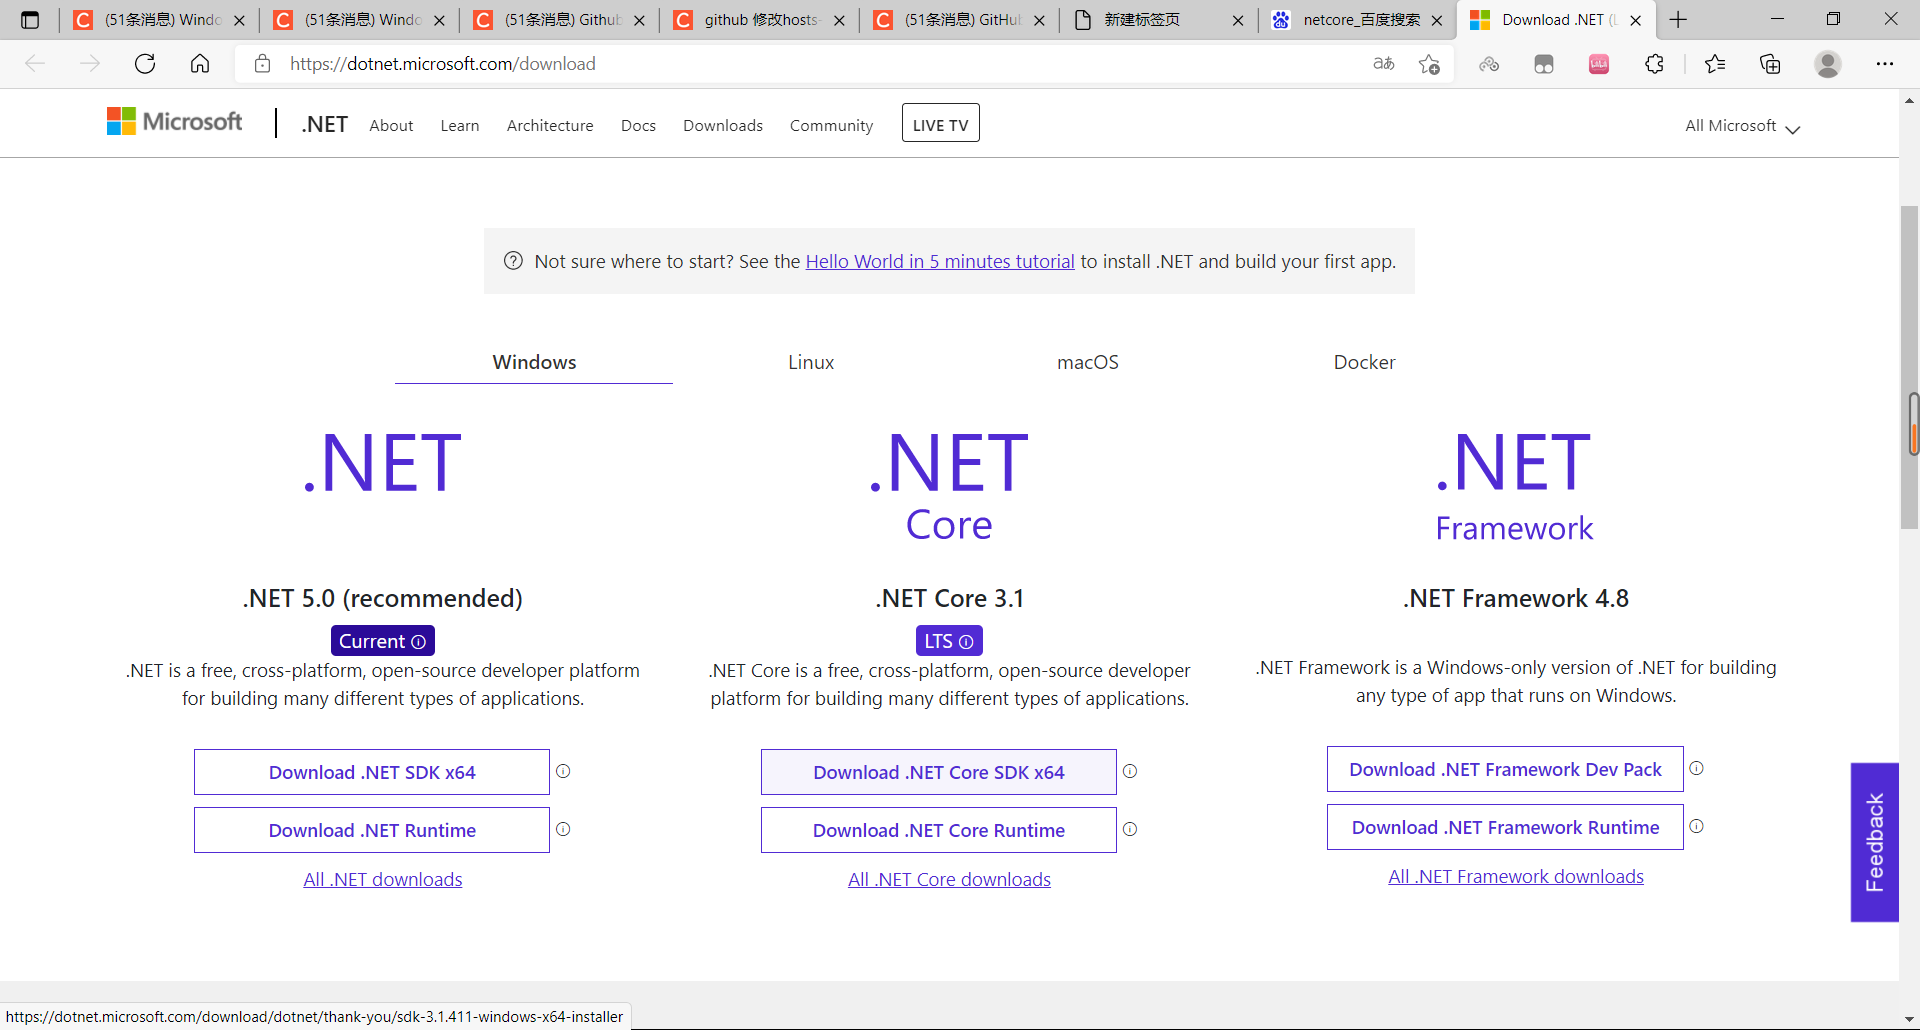 (51条消息) Windo
(51条消息) Windo
(51条消息) Github
github 修改hosts-
(51条消息) GitHu
新建标签页
netcore_百度搜索
Download .NET (L
https://dotnet.microsoft.com/download
Microsoft
.NET
About
Learn
Architecture
Docs
Downloads
Community
LIVE TV
All Microsoft
Not sure where to start? See the Hello World in 5 minutes tutorial to install .NET and build your first app.
Windows
Linux
macOS
Docker
.NET
.NET 5.0 (recommended)
Current
.NET is a free, cross-platform, open-source developer platform
for building many different types of applications.
Download .NET SDK x64
Download .NET Runtime
All .NET downloads
.NET
Core
.NET Core 3.1
LTS
.NET Core is a free, cross-platform, open-source developer
platform for building many different types of applications.
Download .NET Core SDK x64
Download .NET Core Runtime
All .NET Core downloads
.NET
Framework
.NET Framework 4.8
.NET Framework is a Windows-only version of .NET for building
any type of app that runs on Windows.
Download .NET Framework Dev Pack
Download .NET Framework Runtime
All .NET Framework downloads
Feedback
https://dotnet.microsoft.com/download/dotnet/thank-you/sdk-3.1.411-windows-x64-installer